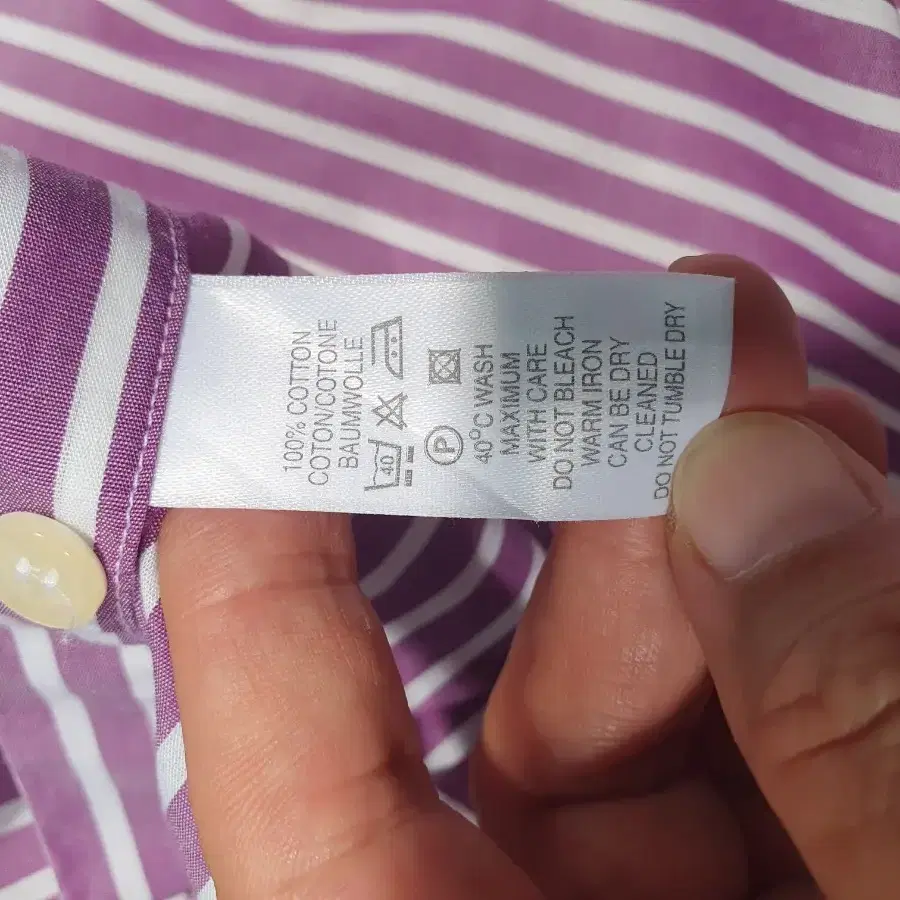 100% COTTON
COTON/COTONE
BAUMWOLLE
40
P
40°C WASH
MAXIMUM
WITH CARE
DO NOT BLEACH
WARM IRON
CAN BE DRY
CLEANED
DO NOT TUMBLE DRY